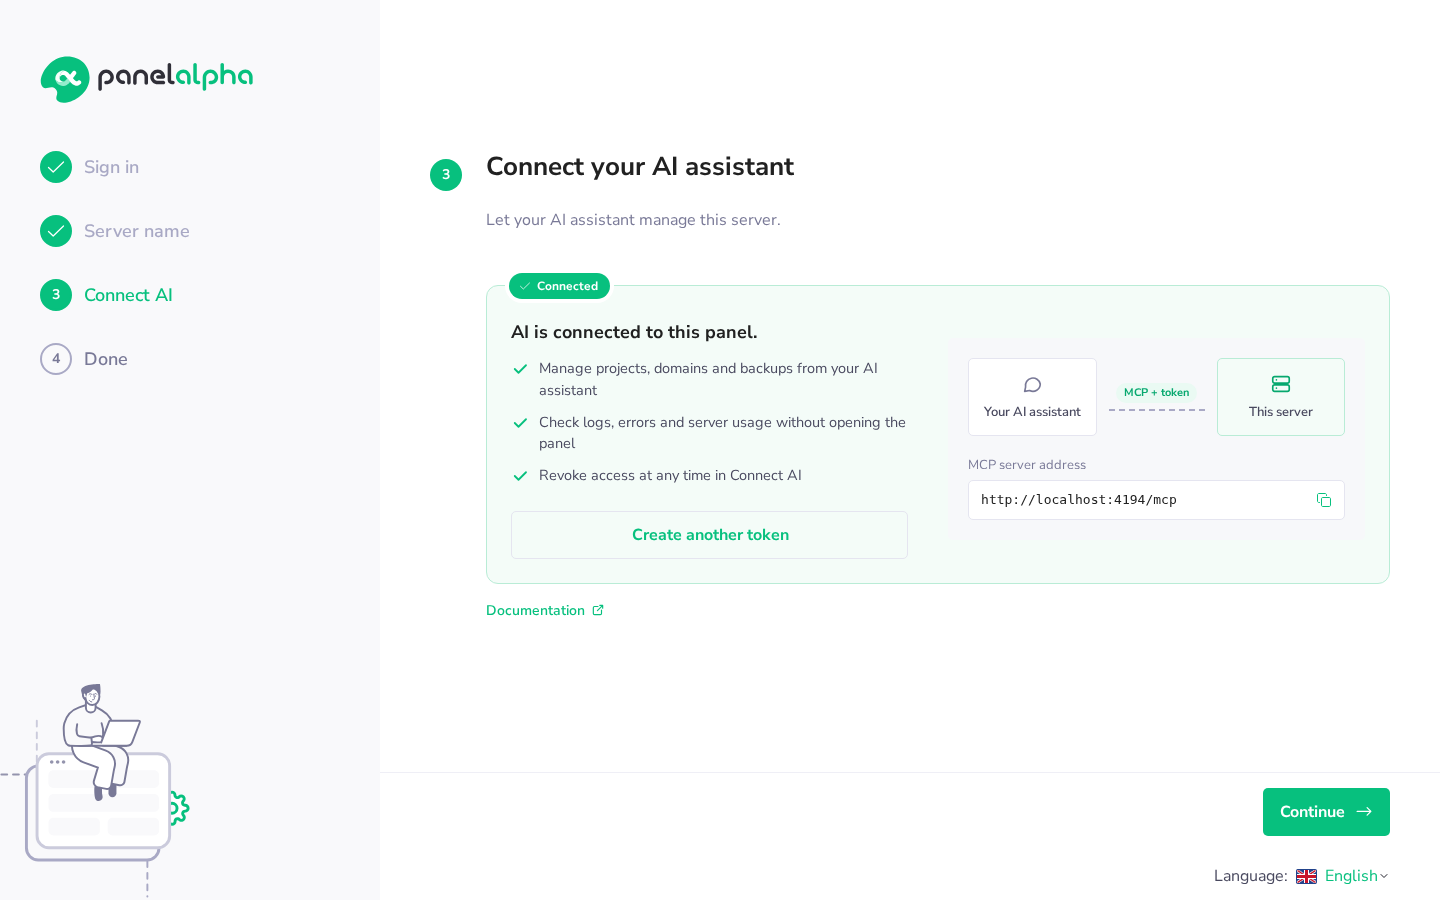 panelalpha
Sign in
Server name
3
Connect AI
4
Done
3
Connect your AI assistant
Let your AI assistant manage this server.
Connected
AI is connected to this panel.
Manage projects, domains and backups from your AI
assistant
Check logs, errors and server usage without opening the
panel
Revoke access at any time in Connect AI
Create another token
Your AI assistant
MCP + token
This server
MCP server address
http://localhost:4194/mcp
Documentation
Continue
Language:
English